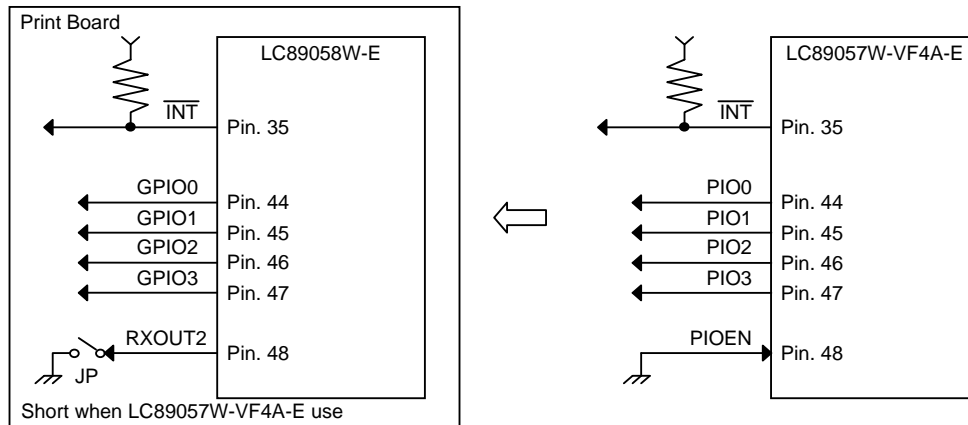 Print Board
LC89058W-E
INT
Pin. 35
GPIO0
Pin. 44
GPIO1
Pin. 45
GPIO2
Pin. 46
GPIO3
Pin. 47
RXOUT2
Pin. 48
JP
Short when LC89057W-VF4A-E use
LC89057W-VF4A-E
INT
Pin. 35
PIO0
Pin. 44
PIO1
Pin. 45
PIO2
Pin. 46
PIO3
Pin. 47
PIOEN
Pin. 48